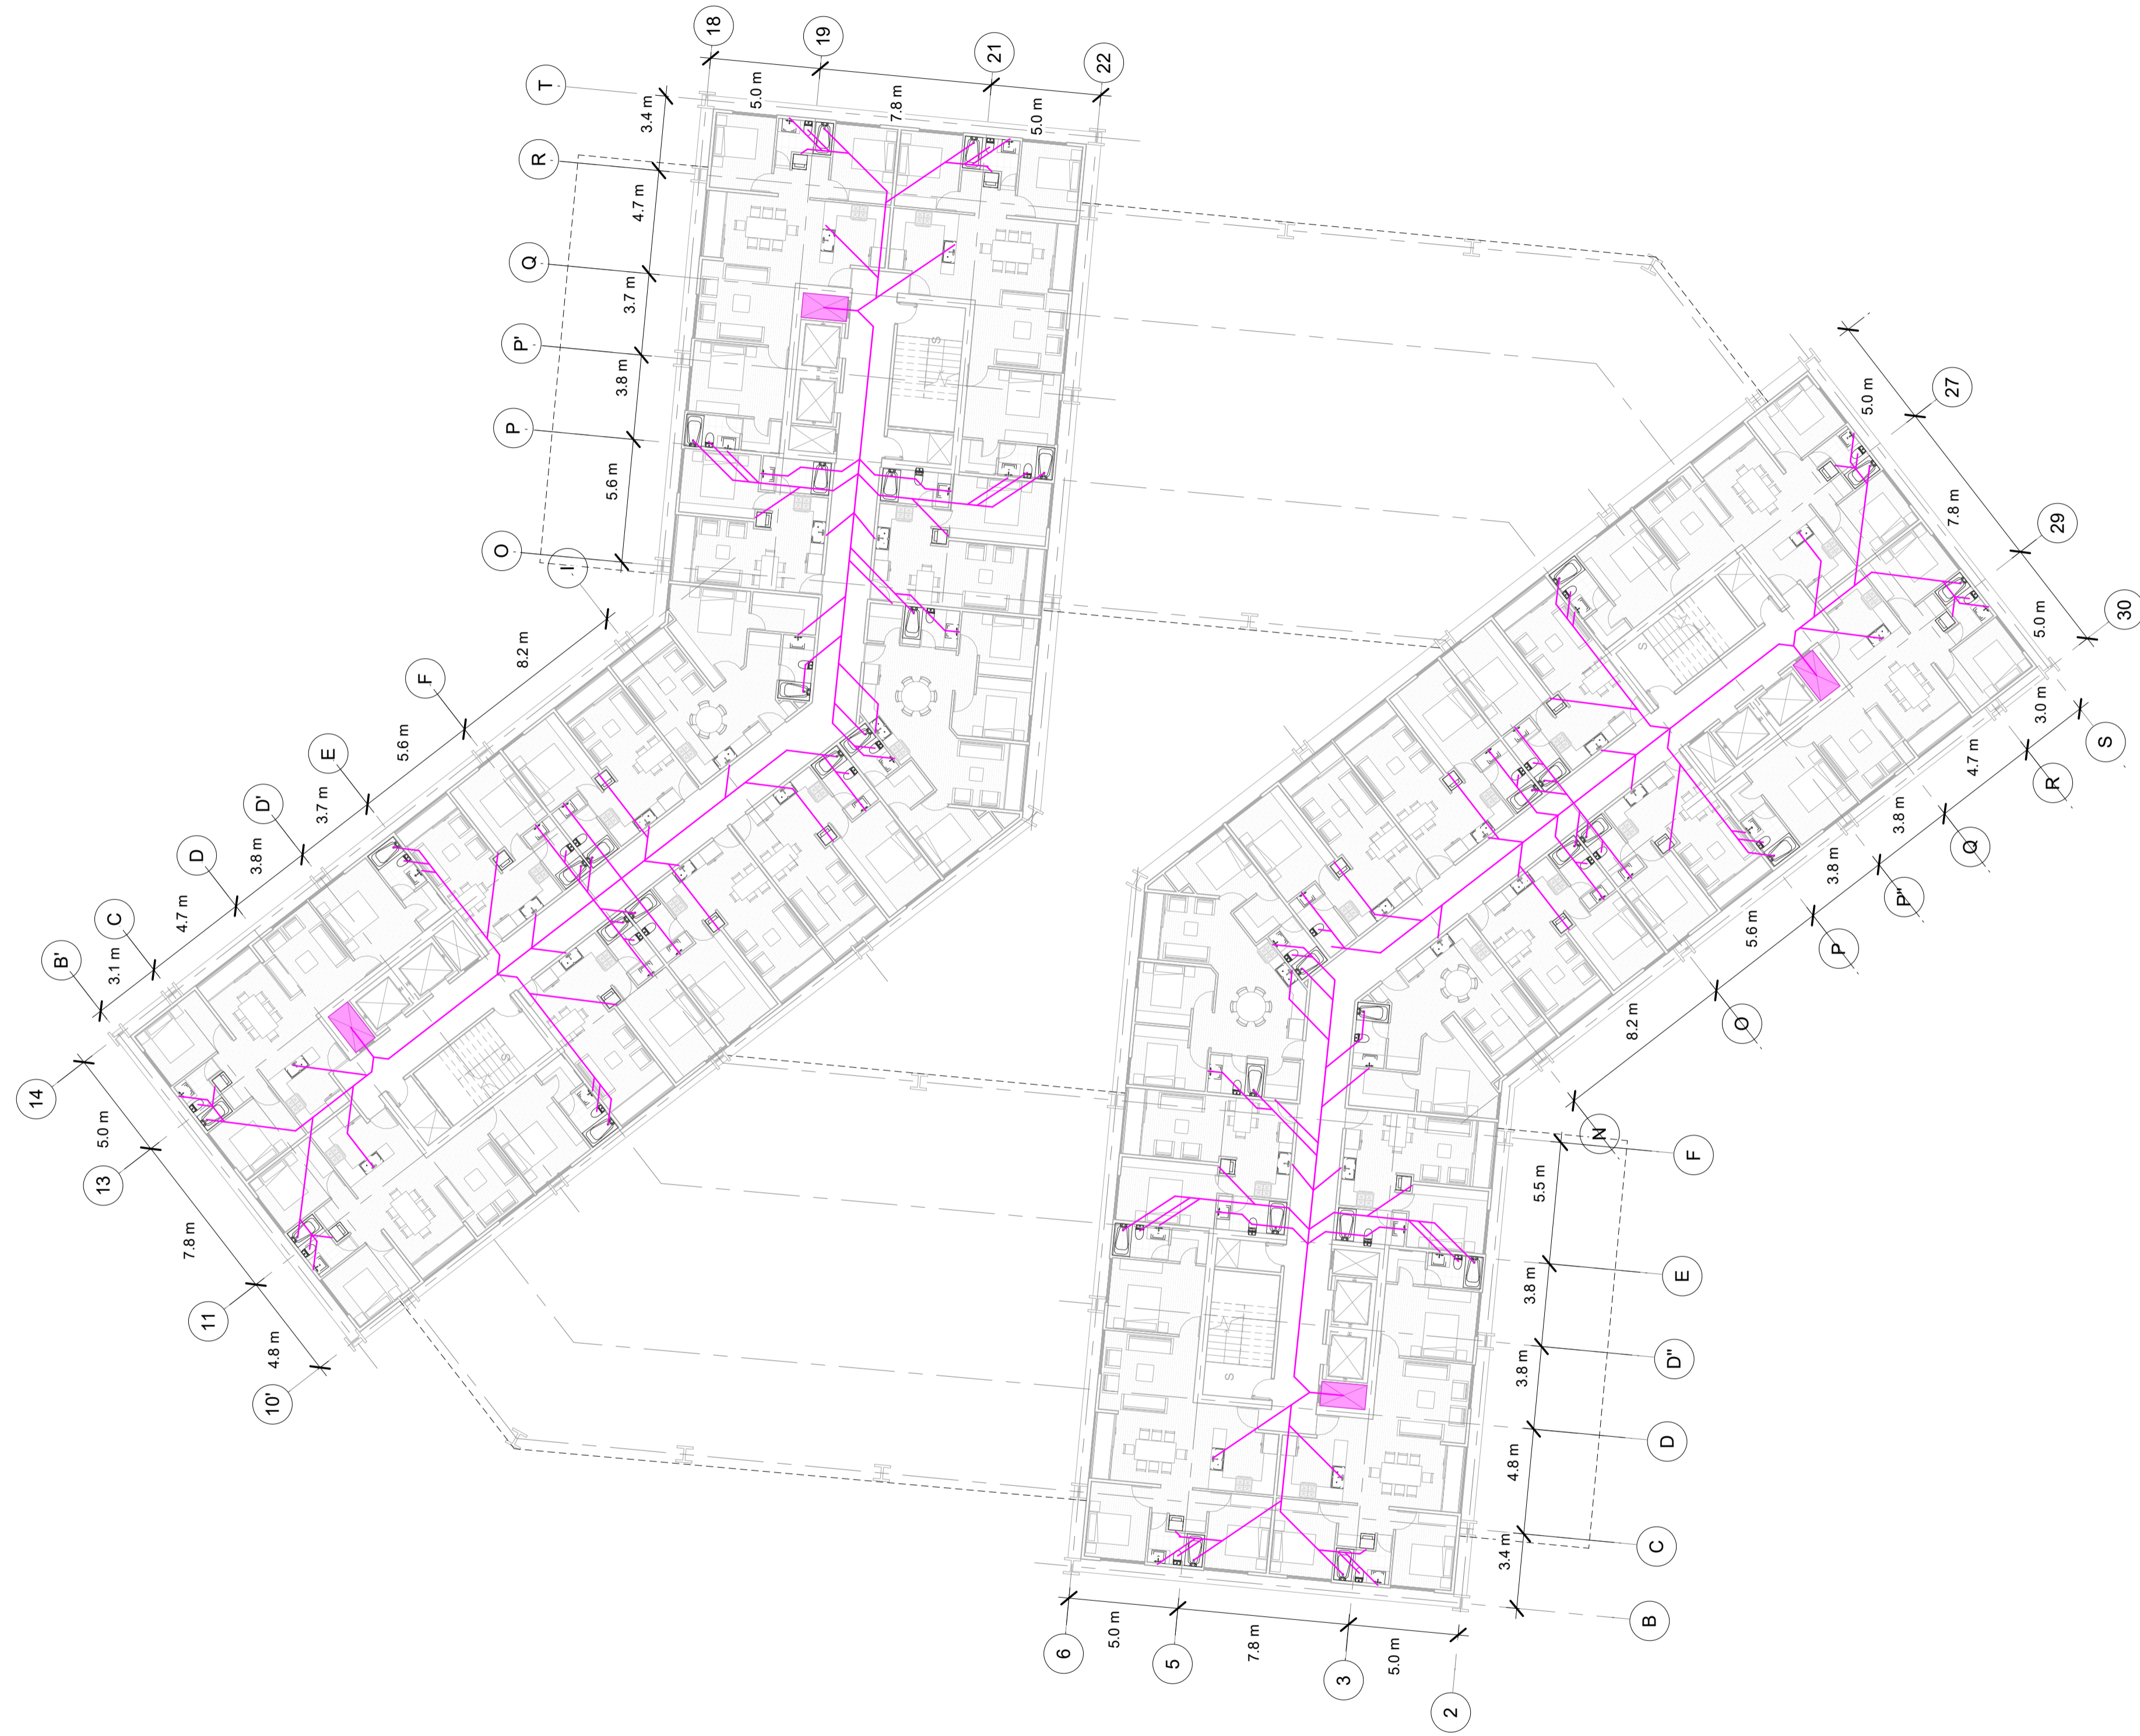 18
19
21
22
5.0 m
7.8 m
5.0 m
T
R
Q
P'
P
O
3.4 m
4.7 m
3.7 m
3.8 m
5.6 m
I
F
E
D'
D
C
B'
8.2 m
5.6 m
3.7 m
3.8 m
4.7 m
3.1 m
14
13
11
10'
5.0 m
7.8 m
4.8 m
S
S
27
29
30
5.0 m
7.8 m
5.0 m
S
R
Q
P"
P
O
N
3.0 m
4.7 m
3.8 m
3.8 m
5.6 m
8.2 m
S
S
F
E
D"
D
C
B
5.5 m
3.8 m
3.8 m
4.8 m
3.4 m
6
5
3
2
5.0 m
7.8 m
5.0 m